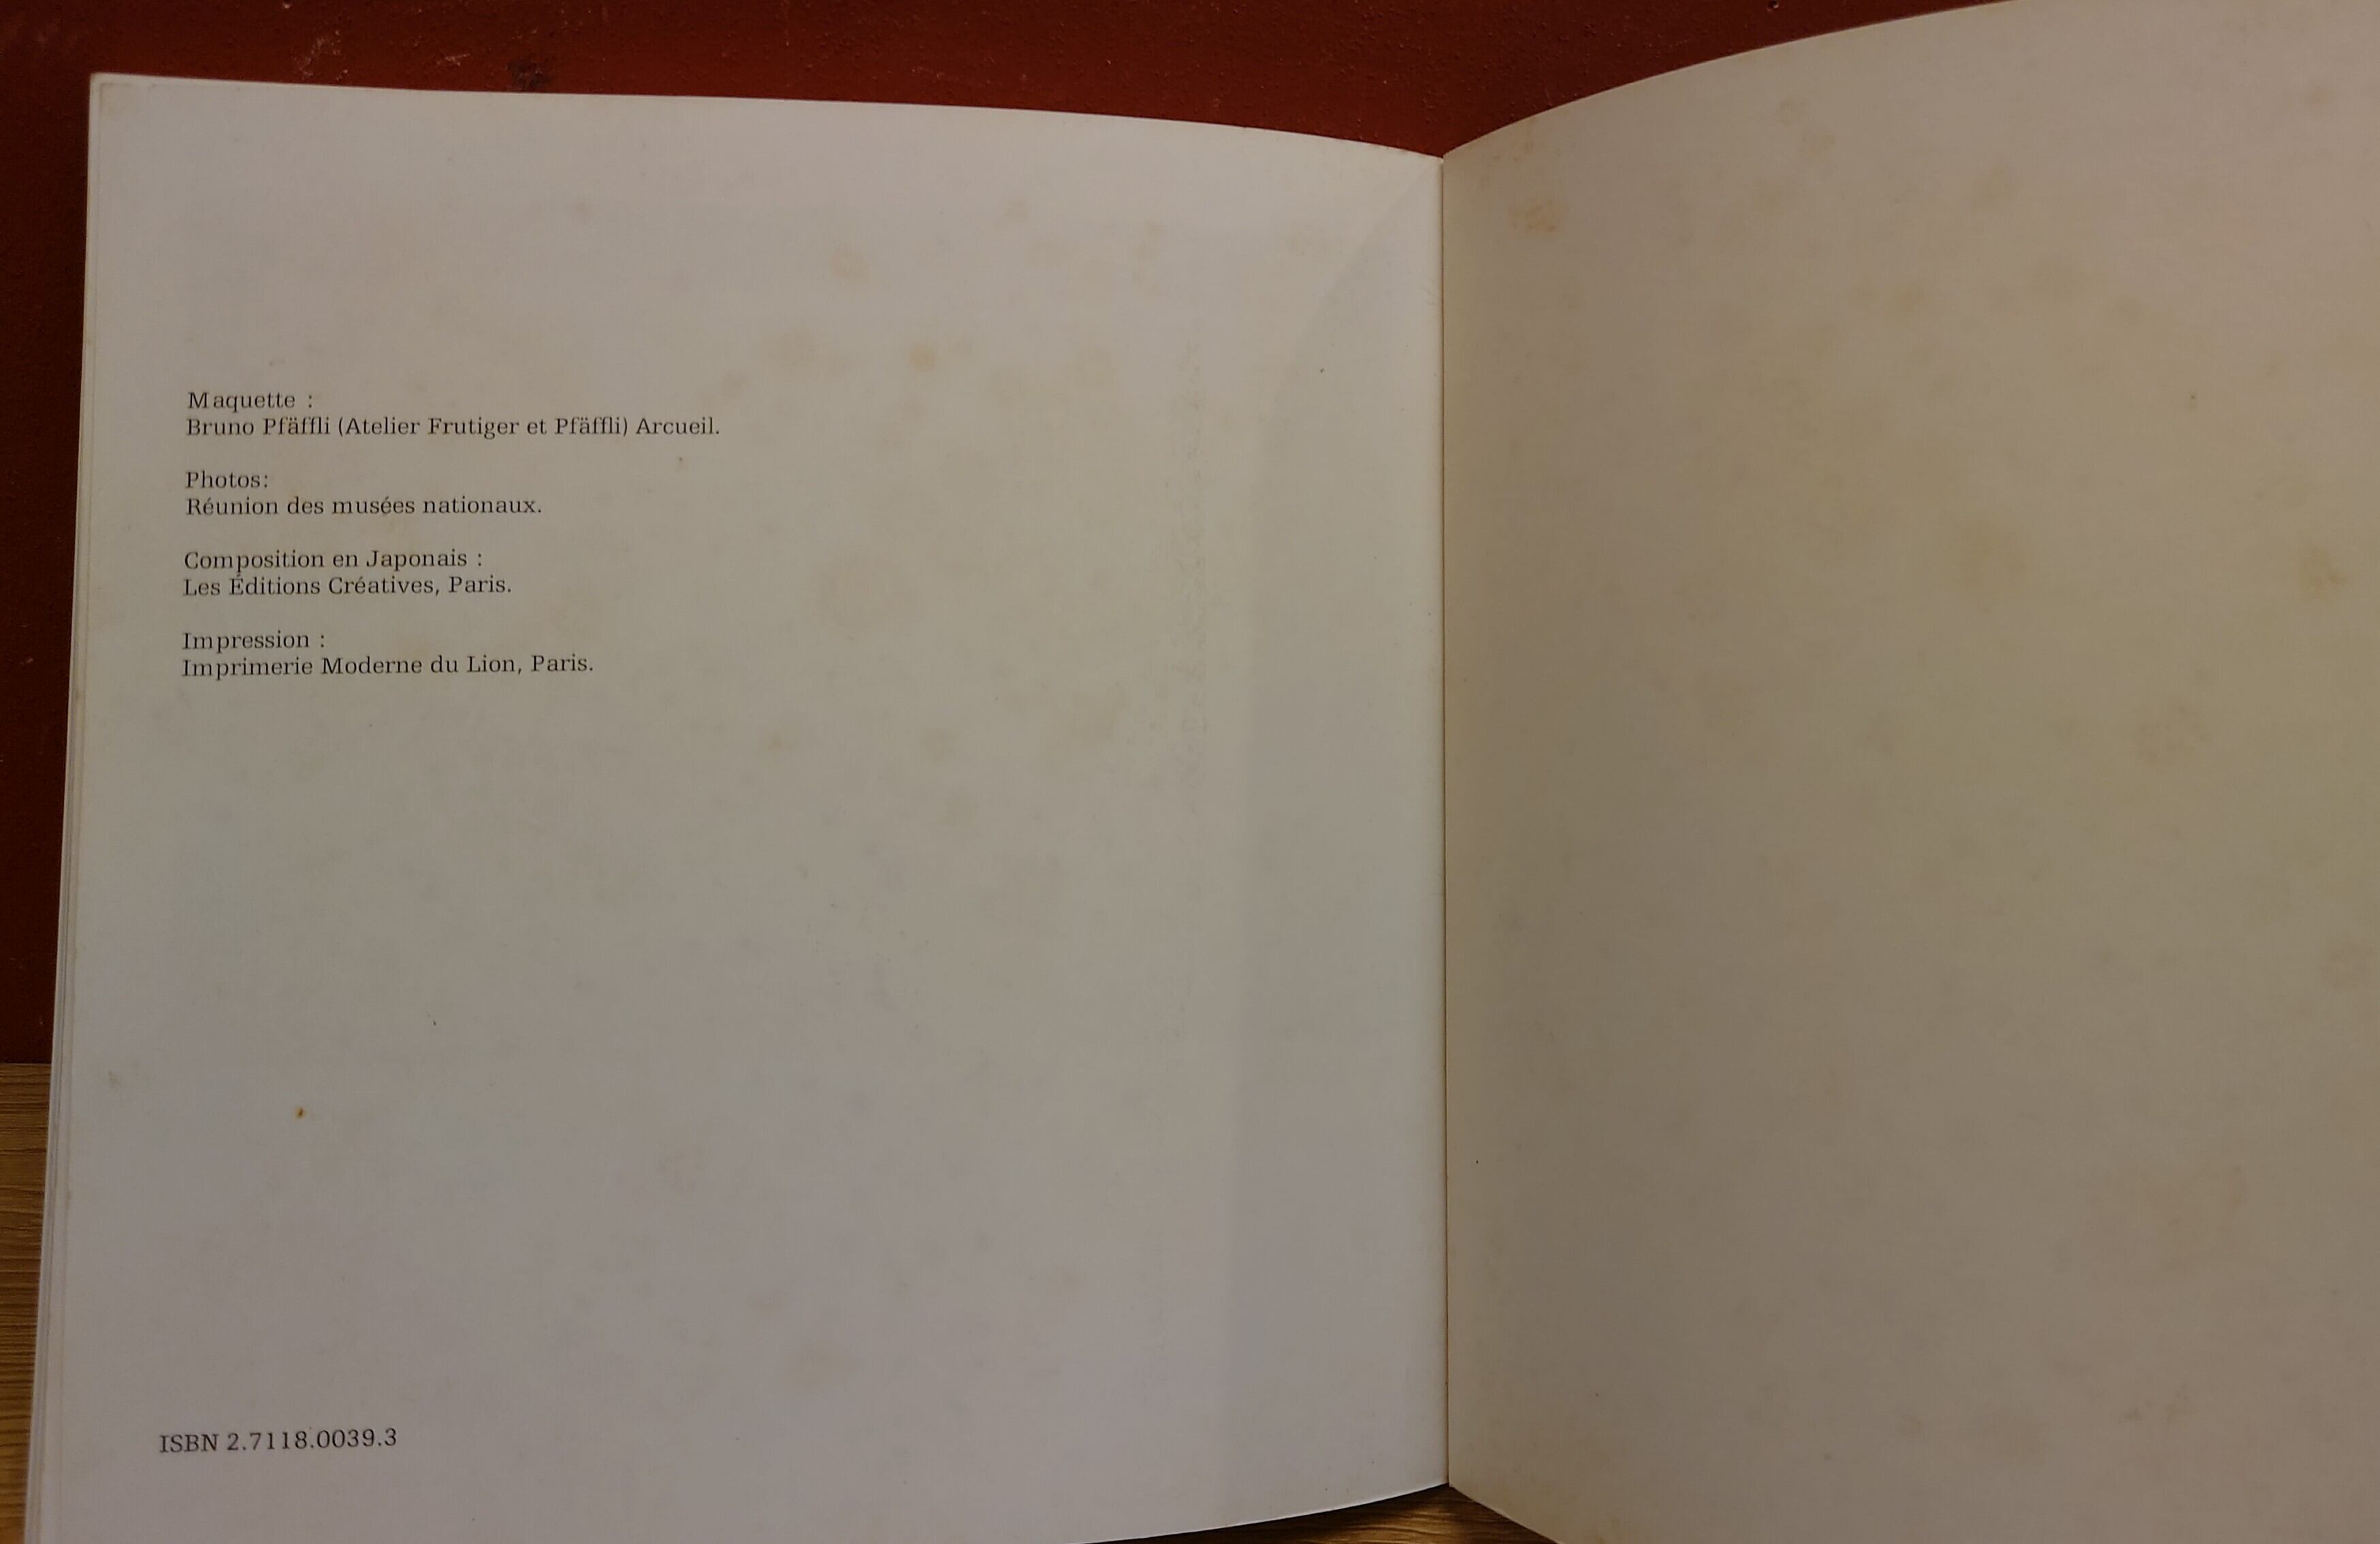 Maquette :
Bruno Pfäffli (Atelier Frutiger et Pfäffli) Arcueil.
Photos:
Réunion des musées nationaux.
Composition en Japonais :
Les Éditions Créatives, Paris.
Impression :
Imprimerie Moderne du Lion, Paris.
ISBN 2.7118.0039.3